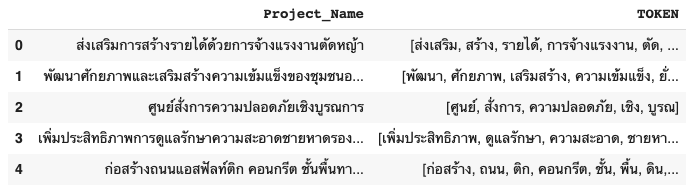 Project_Name TOKEN
0 ส่งเสริมการสร้างรายได้ด้วยการจ้างแรงงานตัดหญ้า [ส่งเสริม, สร้าง, รายได้, การจ้างแรงงาน, ตัด, ...
1 พัฒนาศักยภาพและเสริมสร้างความเข้มแข็งของชุมชนอ... [พัฒนา, ศักยภาพ, เสริมสร้าง, ความเข้มแข็ง, ยั่...
2 ศูนย์สั่งการความปลอดภัยเชิงบูรณการ [ศูนย์, สั่งการ, ความปลอดภัย, เชิง, บูรณ]
3 เพิ่มประสิทธิภาพการดูแลรักษาความสะอาดชายหาดรอง... [เพิ่มประสิทธิภาพ, ดูแลรักษา, ความสะอาด, ชายหา...
4 ก่อสร้างถนนแอสฟัลท์ติก คอนกรีต ชั้นพื้นทา... [ก่อสร้าง, ถนน, ติก, คอนกรีต, ชั้น, พื้น, ดิน,...